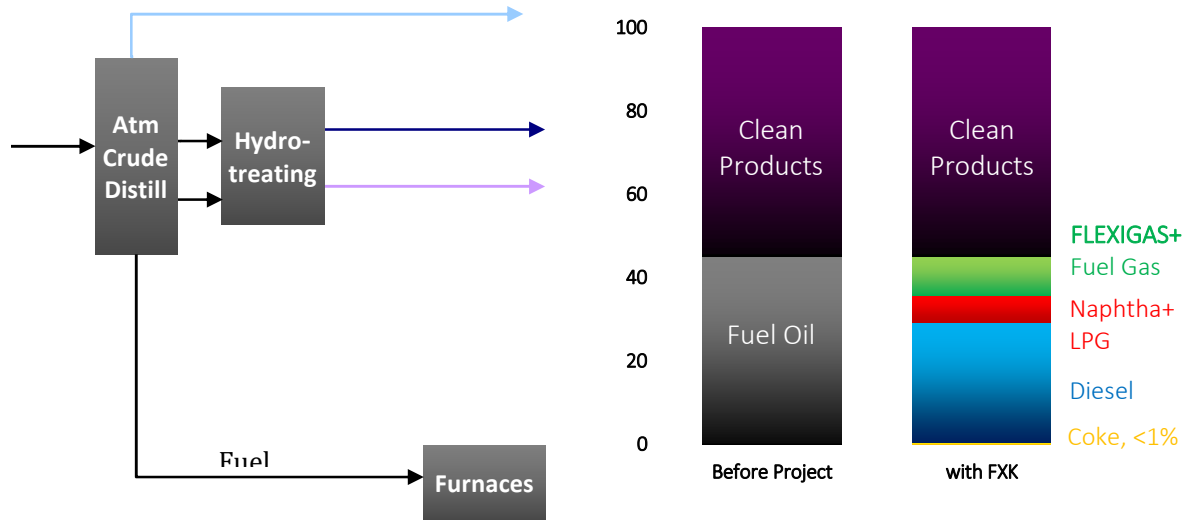 Atm
Crude
Distill
Hydro-
treating
Fuel
Furnaces
100
80
60
40
20
0
Clean
Products
Fuel Oil
Before Project
Clean
Products
with FXK
FLEXIGAS+
Fuel Gas
Naphtha+
LPG
Diesel
Coke, <1%